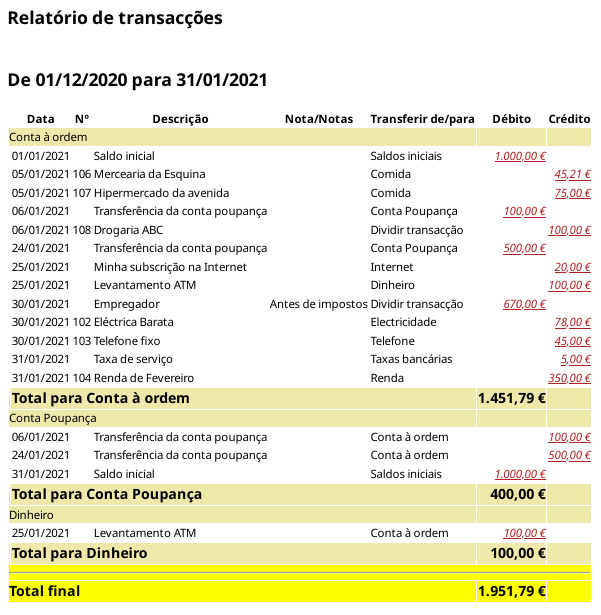 Relatório de transacções
De 01/12/2020 para 31/01/2021
Data Nº Descrição Nota/Notas Transferir de/para Débito Crédito
Conta à ordem
01/01/2021 Saldo inicial Saldos iniciais 1.000,00 €
05/01/2021 106 Mercearia da Esquina Comida 45,21 €
05/01/2021 107 Hipermercado da avenida Comida 75,00 €
06/01/2021 Transferência da conta poupança Conta Poupança 100,00 €
06/01/2021 108 Drogaria ABC Dividir transacção 100,00 €
24/01/2021 Transferência da conta poupança Conta Poupança 500,00 €
25/01/2021 Minha subscrição na Internet Internet 20,00 €
25/01/2021 Levantamento ATM Dinheiro 100,00 €
30/01/2021 Empregador Antes de impostos Dividir transacção 670,00 €
30/01/2021 102 Eléctrica Barata Electricidade 78,00 €
30/01/2021 103 Telefone fixo Telefone 45,00 €
31/01/2021 Taxa de serviço Taxas bancárias 5,00 €
31/01/2021 104 Renda de Fevereiro Renda 350,00 €
Total para Conta à ordem 1.451,79 €
Conta Poupança
06/01/2021 Transferência da conta poupança Conta à ordem 100,00 €
24/01/2021 Transferência da conta poupança Conta à ordem 500,00 €
31/01/2021 Saldo inicial Saldos iniciais 1.000,00 €
Total para Conta Poupança 400,00 €
Dinheiro
25/01/2021 Levantamento ATM Conta à ordem 100,00 €
Total para Dinheiro 100,00 €
Total final 1.951,79 €